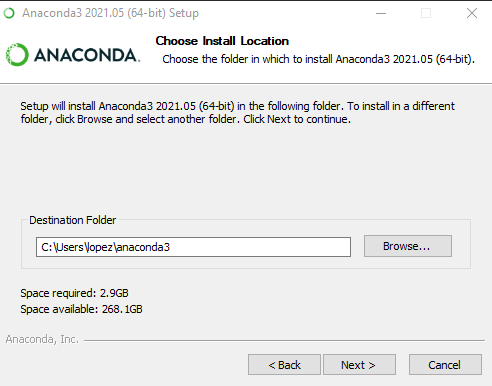 Anaconda3 2021.05 (64-bit) Setup
ANACONDA.
Choose Install Location
Choose the folder in which to install Anaconda3 2021.05 (64-bit).
Setup will install Anaconda3 2021.05 (64-bit) in the following folder. To install in a different
folder, click Browse and select another folder. Click Next to continue.
Destination Folder
C:\Users\lopez\anaconda3
Browse...
Space required: 2.9GB
Space available: 268.1GB
Anaconda, Inc.
< Back
Next >
Cancel